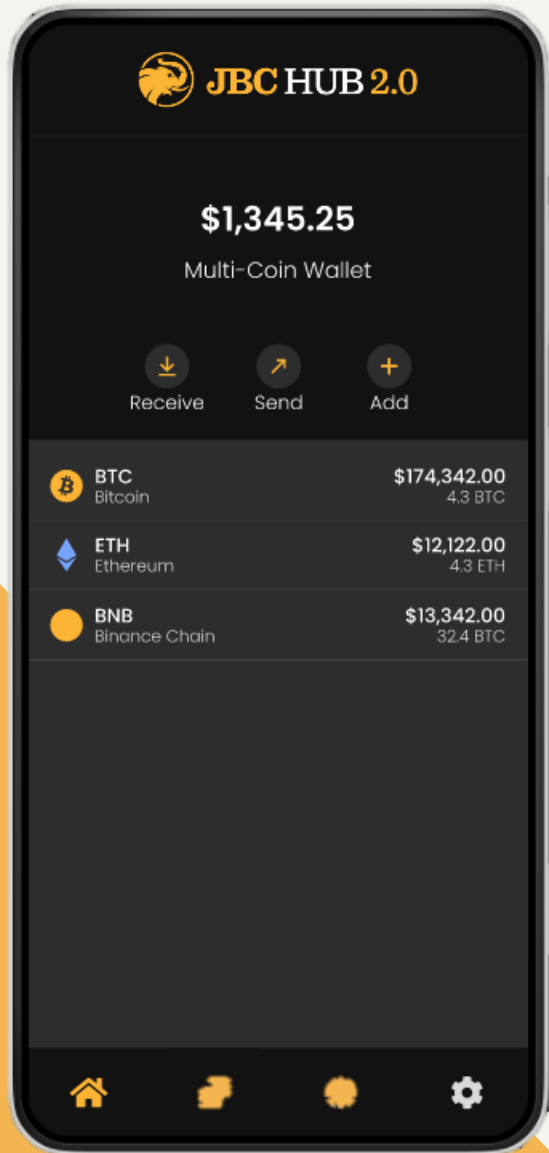 JBC HUB 2.0
$1,345.25
Multi-Coin Wallet
Receive Send Add
BTC $174,342.00
Bitcoin 4.3 BTC
ETH $12,122.00
Ethereum 4.3 ETH
BNB $13,342.00
Binance Chain 32.4 BTC